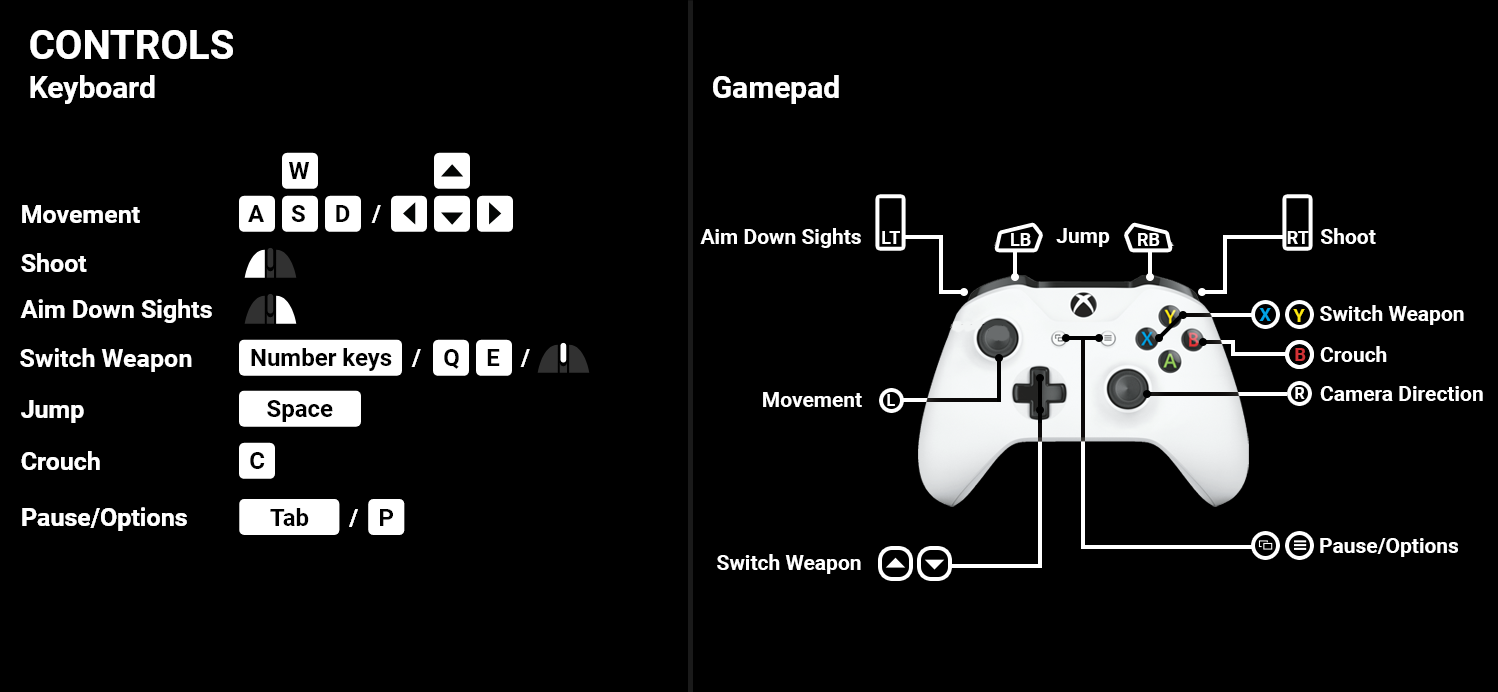 CONTROLS
Keyboard
W
Movement A S D /
Shoot
Aim Down Sights
Switch Weapon Number keys / Q E /
Jump Space
Crouch C
Pause/Options Tab / P
Gamepad
Aim Down Sights LT LB Jump RB RT Shoot
Y X Y Switch Weapon
X B
B Crouch
A
R Camera Direction
Movement L
Pause/Options
Switch Weapon